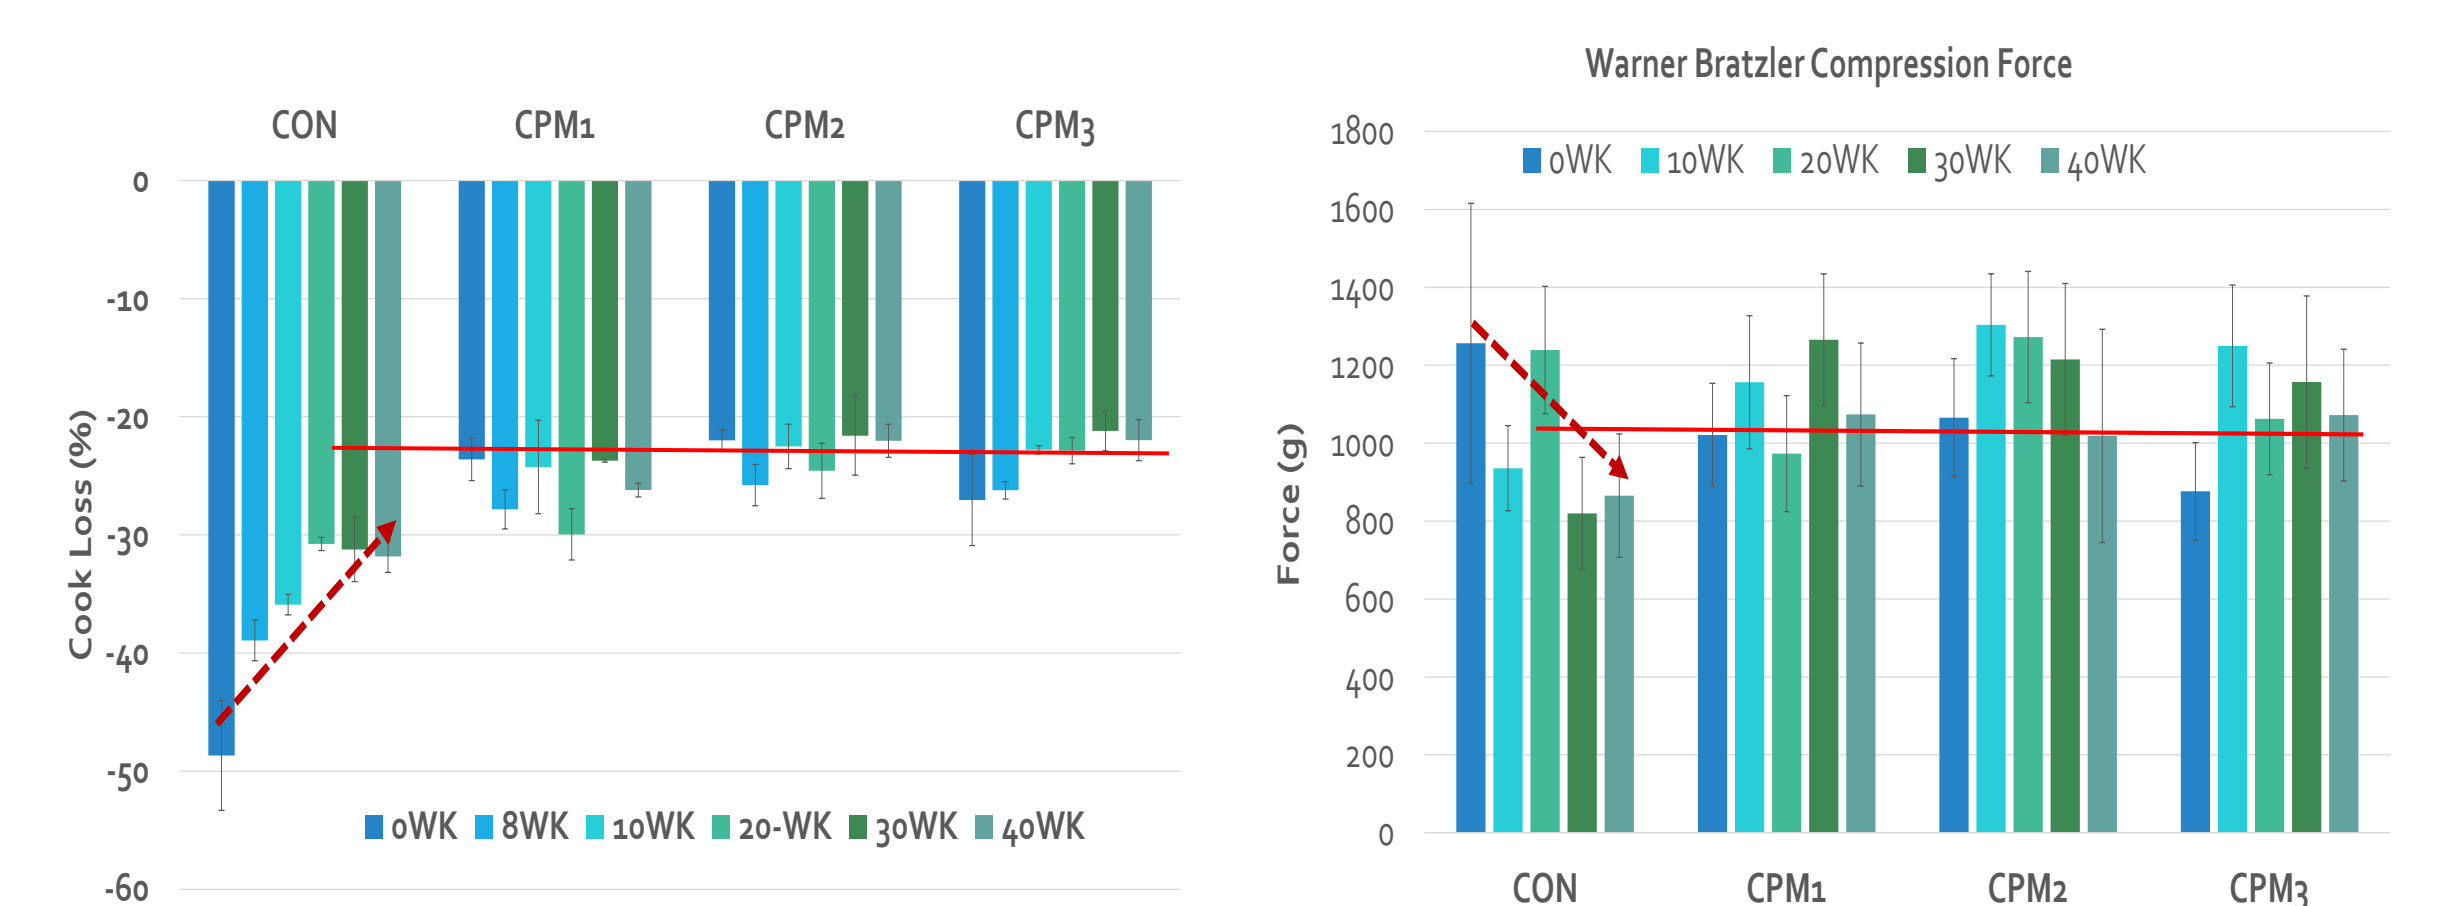 CON CPM1 CPM2 CPM3
0
-10
-20
-30
-40
-50
-60
Cook Loss (%)
0WK 8WK 10WK 20-WK 30WK 40WK
Warner Bratzler Compression Force
1800
1600
1400
1200
1000
800
600
400
200
0
Force (g)
0WK 10WK 20WK 30WK 40WK
CON CPM1 CPM2 CPM3